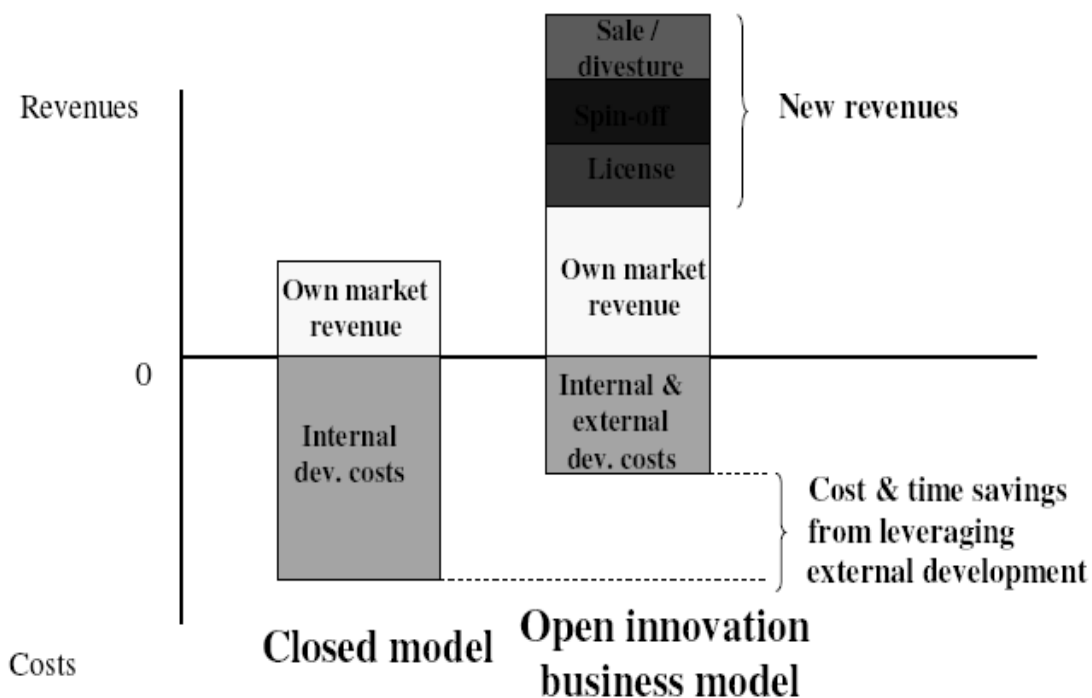 Revenues
Sale /
divesture
Spin-off
License
New revenues
Own market
revenue
Own market
revenue
0
Internal
dev. costs
Internal &
external
dev. costs
Cost & time savings
from leveraging
external development
Costs
Closed model
Open innovation
business model